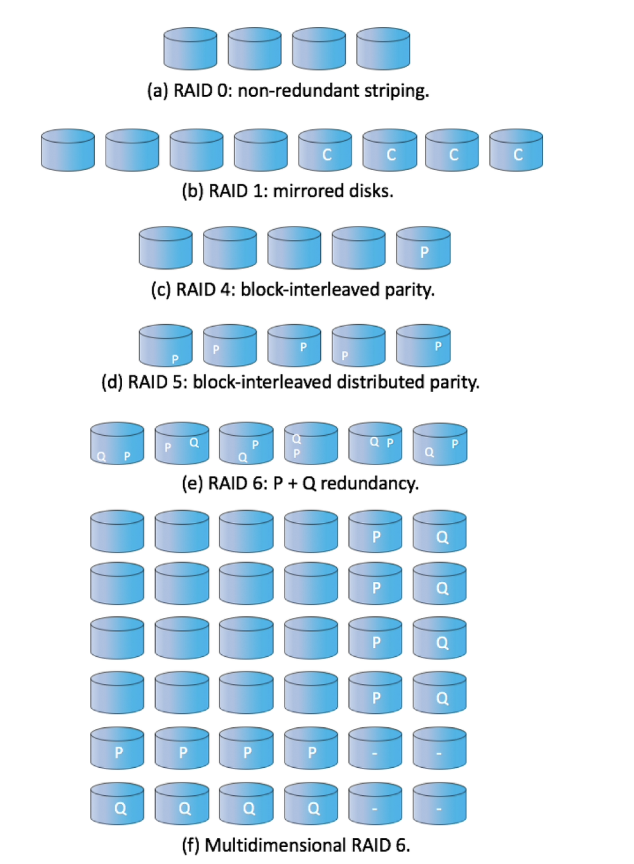 (a) RAID 0: non-redundant striping.
C C C C
(b) RAID 1: mirrored disks.
P
(c) RAID 4: block-interleaved parity.
P P P P P
(d) RAID 5: block-interleaved distributed parity.
Q P P Q Q P Q P Q P Q P
(e) RAID 6: P + Q redundancy.
P Q
P Q
P Q
P Q
P P P P - -
Q Q Q Q - -
(f) Multidimensional RAID 6.